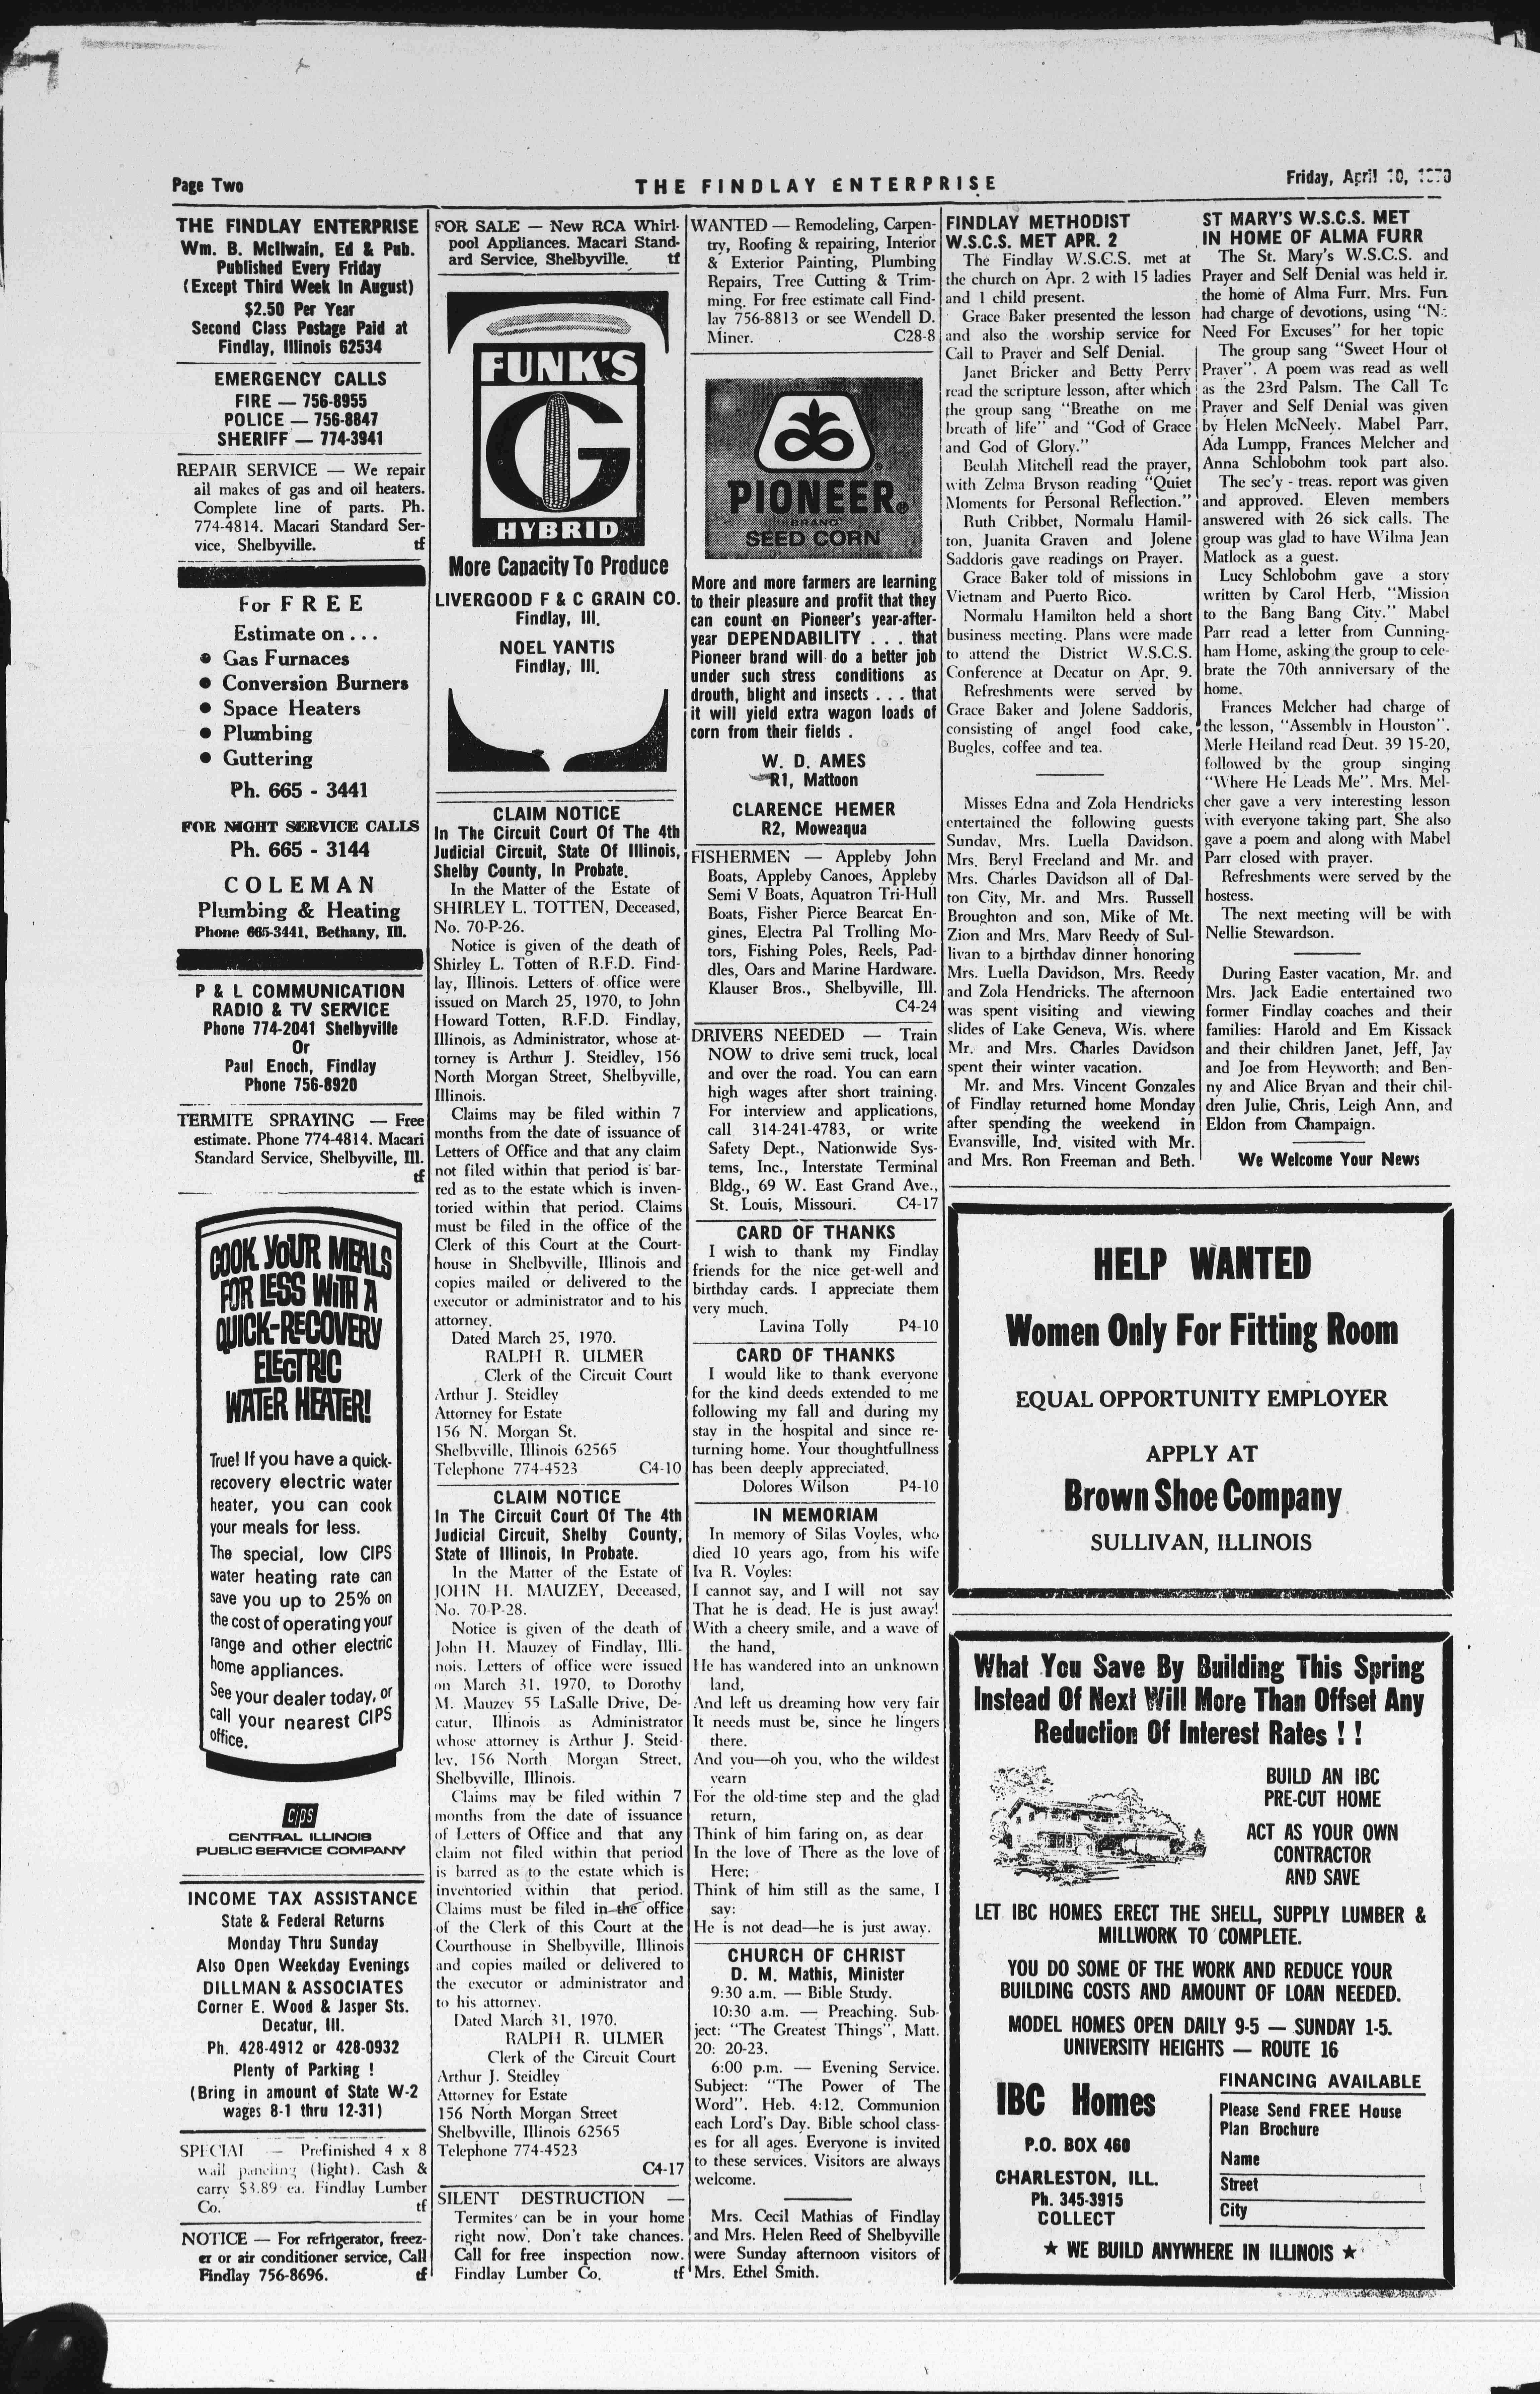 Page Two
THE FINDLAY ENTERPRISE
Friday, April 10, 1970
THE FINDLAY ENTERPRISE
Wm. B. McIlwain, Ed & Pub.
Published Every Friday
(Except Third Week In August)
$2.50 Per Year
Second Class Postage Paid at
Findlay, Illinois 62534
EMERGENCY CALLS
FIRE — 756-8955
POLICE — 756-8847
SHERIFF — 774-3941
REPAIR SERVICE — We repair
all makes of gas and oil heaters.
Complete line of parts. Ph.
774-4814. Macari Standard Ser-
vice, Shelbyville. tf
For FREE
Estimate on . . .
• Gas Furnaces
• Conversion Burners
• Space Heaters
• Plumbing
• Guttering
Ph. 665 - 3441
FOR NIGHT SERVICE CALLS
Ph. 665 - 3144
COLEMAN
Plumbing & Heating
Phone 665-3441, Bethany, Ill.
P & L COMMUNICATION
RADIO & TV SERVICE
Phone 774-2041 Shelbyville
Or
Paul Enoch, Findlay
Phone 756-8920
TERMITE SPRAYING — Free
estimate. Phone 774-4814. Macari
Standard Service, Shelbyville, Ill.
tf
COOK YOUR MEALS
FOR LESS WITH A
QUICK-RECOVERY
ELECTRIC
WATER HEATER!
True! If you have a quick-
recovery electric water
heater, you can cook
your meals for less.
The special, low CIPS
water heating rate can
save you up to 25% on
the cost of operating your
range and other electric
home appliances.
See your dealer today, or
call your nearest CIPS
office.
CIPS
CENTRAL ILLINOIS
PUBLIC SERVICE COMPANY
INCOME TAX ASSISTANCE
State & Federal Returns
Monday Thru Sunday
Also Open Weekday Evenings
DILLMAN & ASSOCIATES
Corner E. Wood & Jasper Sts.
Decatur, Ill.
Ph. 428-4912 or 428-0932
Plenty of Parking !
(Bring in amount of State W-2
wages 8-1 thru 12-31)
SPECIAL — Prefinished 4 x 8
wall paneling (light). Cash &
carry $3.89 ea. Findlay Lumber
Co. tf
NOTICE — For refrigerator, freez-
er or air conditioner service, Call
Findlay 756-8696. tf
FOR SALE — New RCA Whirl-
pool Appliances. Macari Stand-
ard Service, Shelbyville. tf
FUNK'S
G
HYBRID
More Capacity To Produce
LIVERGOOD F & C GRAIN CO.
Findlay, Ill.
NOEL YANTIS
Findlay, Ill.
CLAIM NOTICE
In The Circuit Court Of The 4th
Judicial Circuit, State Of Illinois,
Shelby County, In Probate.
In the Matter of the Estate of
SHIRLEY L. TOTTEN, Deceased,
No. 70-P-26.
Notice is given of the death of
Shirley L. Totten of R.F.D. Find-
lay, Illinois. Letters of office were
issued on March 25, 1970, to John
Howard Totten, R.F.D. Findlay,
Illinois, as Administrator, whose at-
torney is Arthur J. Steidley, 156
North Morgan Street, Shelbyville,
Illinois.
Claims may be filed within 7
months from the date of issuance of
Letters of Office and that any claim
not filed within that period is bar-
red as to the estate which is inven-
toried within that period. Claims
must be filed in the office of the
Clerk of this Court at the Court-
house in Shelbyville, Illinois and
copies mailed or delivered to the
executor or administrator and to his
attorney.
Dated March 25, 1970.
RALPH R. ULMER
Clerk of the Circuit Court
Arthur J. Steidley
Attorney for Estate
156 N. Morgan St.
Shelbyville, Illinois 62565
Telephone 774-4523 C4-10
CLAIM NOTICE
In The Circuit Court Of The 4th
Judicial Circuit, Shelby County,
State of Illinois, In Probate.
In the Matter of the Estate of
JOHN H. MAUZEY, Deceased,
No. 70-P-28.
Notice is given of the death of
John H. Mauzey of Findlay, Illi-
nois. Letters of office were issued
on March 31, 1970, to Dorothy
M. Mauzey 55 LaSalle Drive, De-
catur, Illinois as Administrator
whose attorney is Arthur J. Steid-
ley, 156 North Morgan Street,
Shelbyville, Illinois.
Claims may be filed within 7
months from the date of issuance
of Letters of Office and that any
claim not filed within that period
is barred as to the estate which is
inventoried within that period.
Claims must be filed in the office
of the Clerk of this Court at the
Courthouse in Shelbyville, Illinois
and copies mailed or delivered to
the executor or administrator and
to his attorney.
Dated March 31, 1970.
RALPH R. ULMER
Clerk of the Circuit Court
Arthur J. Steidley
Attorney for Estate
156 North Morgan Street
Shelbyville, Illinois 62565
Telephone 774-4523
C4-17
SILENT DESTRUCTION —
Termites can be in your home
right now. Don't take chances.
Call for free inspection now.
Findlay Lumber Co. tf
WANTED — Remodeling, Carpen-
try, Roofing & repairing, Interior
& Exterior Painting, Plumbing
Repairs, Tree Cutting & Trim-
ming. For free estimate call Find-
lay 756-8813 or see Wendell D.
Miner. C28-8
PIONEER®
BRAND
SEED CORN
More and more farmers are learning
to their pleasure and profit that they
can count on Pioneer's year-after-
year DEPENDABILITY . . . that
Pioneer brand will do a better job
under such stress conditions as
drouth, blight and insects . . . that
it will yield extra wagon loads of
corn from their fields .
W. D. AMES
R1, Mattoon
CLARENCE HEMER
R2, Moweaqua
FISHERMEN — Appleby John
Boats, Appleby Canoes, Appleby
Semi V Boats, Aquatron Tri-Hull
Boats, Fisher Pierce Bearcat En-
gines, Electra Pal Trolling Mo-
tors, Fishing Poles, Reels, Pad-
dles, Oars and Marine Hardware.
Klauser Bros., Shelbyville, Ill.
C4-24
DRIVERS NEEDED — Train
NOW to drive semi truck, local
and over the road. You can earn
high wages after short training.
For interview and applications,
call 314-241-4783, or write
Safety Dept., Nationwide Sys-
tems, Inc., Interstate Terminal
Bldg., 69 W. East Grand Ave.,
St. Louis, Missouri. C4-17
CARD OF THANKS
I wish to thank my Findlay
friends for the nice get-well and
birthday cards. I appreciate them
very much.
Lavina Tolly P4-10
CARD OF THANKS
I would like to thank everyone
for the kind deeds extended to me
following my fall and during my
stay in the hospital and since re-
turning home. Your thoughtfullness
has been deeply appreciated.
Dolores Wilson P4-10
IN MEMORIAM
In memory of Silas Voyles, who
died 10 years ago, from his wife
Iva R. Voyles:
I cannot say, and I will not say
That he is dead. He is just away!
With a cheery smile, and a wave of
the hand,
He has wandered into an unknown
land,
And left us dreaming how very fair
It needs must be, since he lingers
there.
And you—oh you, who the wildest
yearn
For the old-time step and the glad
return,
Think of him faring on, as dear
In the love of There as the love of
Here;
Think of him still as the same, I
say:
He is not dead—he is just away.
CHURCH OF CHRIST
D. M. Mathis, Minister
9:30 a.m. — Bible Study.
10:30 a.m. — Preaching. Sub-
ject: "The Greatest Things", Matt.
20: 20-23.
6:00 p.m. — Evening Service.
Subject: "The Power of The
Word". Heb. 4:12. Communion
each Lord's Day. Bible school class-
es for all ages. Everyone is invited
to these services. Visitors are always
welcome.
Mrs. Cecil Mathias of Findlay
and Mrs. Helen Reed of Shelbyville
were Sunday afternoon visitors of
Mrs. Ethel Smith.
FINDLAY METHODIST
W.S.C.S. MET APR. 2
The Findlay W.S.C.S. met at
the church on Apr. 2 with 15 ladies
and 1 child present.
Grace Baker presented the lesson
and also the worship service for
Call to Prayer and Self Denial.
Janet Bricker and Betty Perry
read the scripture lesson, after which
the group sang "Breathe on me
breath of life" and "God of Grace
and God of Glory."
Beulah Mitchell read the prayer,
with Zelma Bryson reading "Quiet
Moments for Personal Reflection."
Ruth Cribbet, Normalu Hamil-
ton, Juanita Graven and Jolene
Saddoris gave readings on Prayer.
Grace Baker told of missions in
Vietnam and Puerto Rico.
Normalu Hamilton held a short
business meeting. Plans were made
to attend the District W.S.C.S.
Conference at Decatur on Apr. 9.
Refreshments were served by
Grace Baker and Jolene Saddoris,
consisting of angel food cake,
Bugles, coffee and tea.
Misses Edna and Zola Hendricks
entertained the following guests
Sunday, Mrs. Luella Davidson,
Mrs. Beryl Freeland and Mr. and
Mrs. Charles Davidson all of Dal-
ton City, Mr. and Mrs. Russell
Broughton and son, Mike of Mt.
Zion and Mrs. Mary Reedy of Sul-
livan to a birthday dinner honoring
Mrs. Luella Davidson, Mrs. Reedy
and Zola Hendricks. The afternoon
was spent visiting and viewing
slides of Lake Geneva, Wis. where
Mr. and Mrs. Charles Davidson
spent their winter vacation.
Mr. and Mrs. Vincent Gonzales
of Findlay returned home Monday
after spending the weekend in
Evansville, Ind. visited with Mr.
and Mrs. Ron Freeman and Beth.
ST MARY'S W.S.C.S. MET
IN HOME OF ALMA FURR
The St. Mary's W.S.C.S. and
Prayer and Self Denial was held in
the home of Alma Furr. Mrs. Furr
had charge of devotions, using "No
Need For Excuses" for her topic
The group sang "Sweet Hour of
Prayer". A poem was read as well
as the 23rd Palsm. The Call To
Prayer and Self Denial was given
by Helen McNeely. Mabel Parr,
Ada Lumpp, Frances Melcher and
Anna Schlobohm took part also.
The sec'y - treas. report was given
and approved. Eleven members
answered with 26 sick calls. The
group was glad to have Wilma Jean
Matlock as a guest.
Lucy Schlobohm gave a story
written by Carol Herb, "Mission
to the Bang Bang City." Mabel
Parr read a letter from Cunning-
ham Home, asking the group to cele-
brate the 70th anniversary of the
home.
Frances Melcher had charge of
the lesson, "Assembly in Houston".
Merle Heiland read Deut. 39 15-20,
followed by the group singing
"Where He Leads Me". Mrs. Mel-
cher gave a very interesting lesson
with everyone taking part. She also
gave a poem and along with Mabel
Parr closed with prayer.
Refreshments were served by the
hostess.
The next meeting will be with
Nellie Stewardson.
During Easter vacation, Mr. and
Mrs. Jack Eadie entertained two
former Findlay coaches and their
families: Harold and Em Kissack
and their children Janet, Jeff, Jay
and Joe from Heyworth; and Ben-
ny and Alice Bryan and their chil-
dren Julie, Chris, Leigh Ann, and
Eldon from Champaign.
We Welcome Your News
HELP WANTED
Women Only For Fitting Room
EQUAL OPPORTUNITY EMPLOYER
APPLY AT
Brown Shoe Company
SULLIVAN, ILLINOIS
What You Save By Building This Spring
Instead Of Next Will More Than Offset Any
Reduction Of Interest Rates ! !
BUILD AN IBC
PRE-CUT HOME
ACT AS YOUR OWN
CONTRACTOR
AND SAVE
LET IBC HOMES ERECT THE SHELL, SUPPLY LUMBER &
MILLWORK TO COMPLETE.
YOU DO SOME OF THE WORK AND REDUCE YOUR
BUILDING COSTS AND AMOUNT OF LOAN NEEDED.
MODEL HOMES OPEN DAILY 9-5 — SUNDAY 1-5.
UNIVERSITY HEIGHTS — ROUTE 16
IBC Homes
P.O. BOX 460
CHARLESTON, ILL.
Ph. 345-3915
COLLECT
FINANCING AVAILABLE
Please Send FREE House
Plan Brochure
Name
Street
City
★ WE BUILD ANYWHERE IN ILLINOIS ★